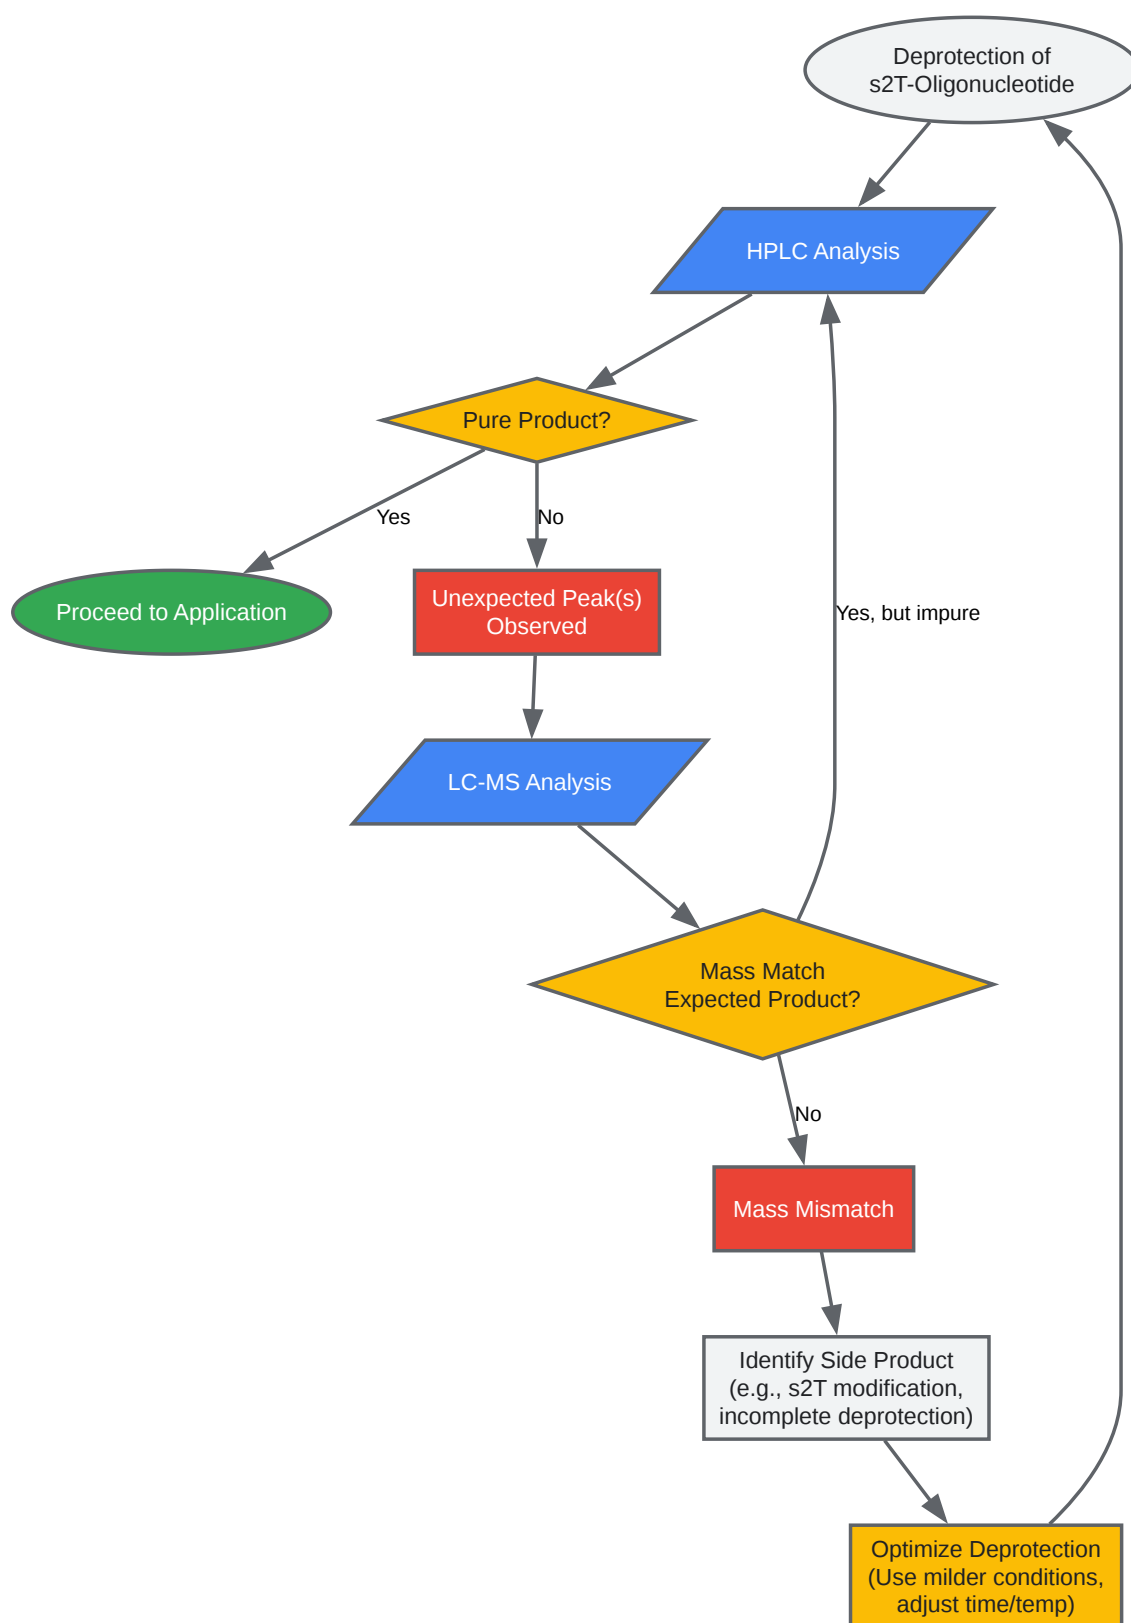 Deprotection of
s2T-Oligonucleotide
HPLC Analysis
Pure Product?
Yes
No
Proceed to Application
Unexpected Peak(s)
Observed
Yes, but impure
LC-MS Analysis
Mass Match
Expected Product?
No
Mass Mismatch
Identify Side Product
(e.g., s2T modification,
incomplete deprotection)
Optimize Deprotection
(Use milder conditions,
adjust time/temp)